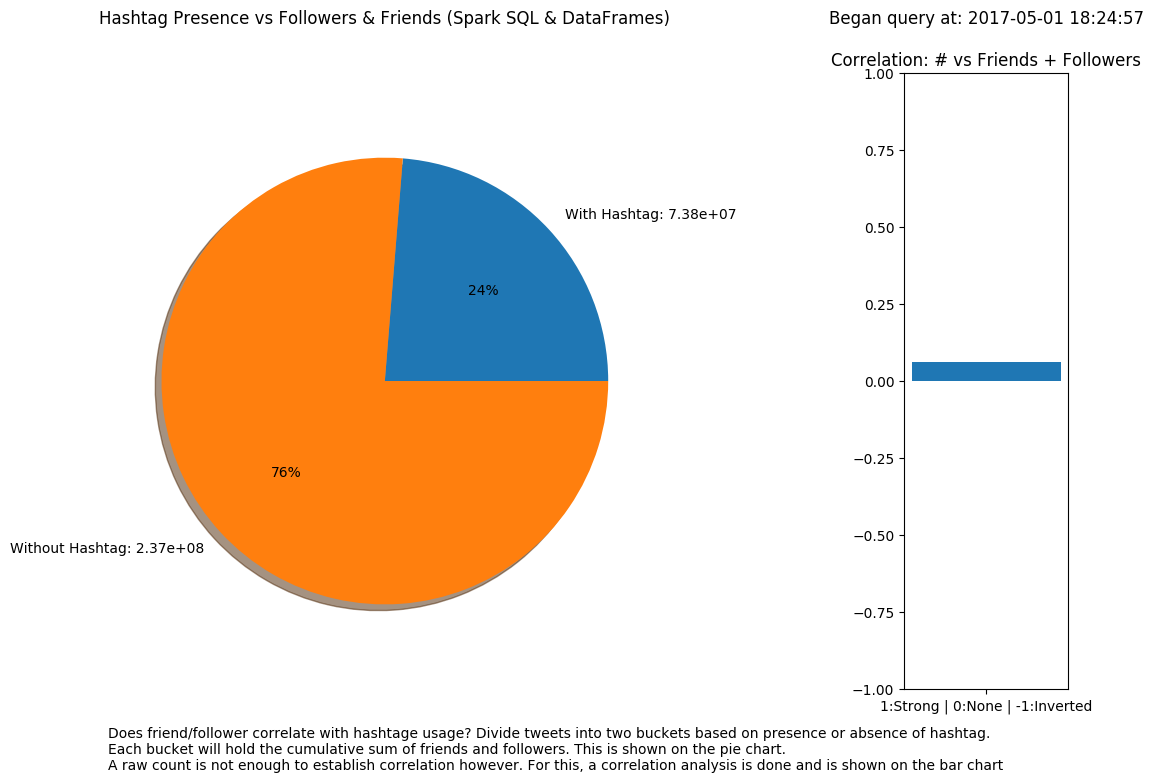 Hashtag Presence vs Followers & Friends (Spark SQL & DataFrames)
Began query at: 2017-05-01 18:24:57
Correlation: # vs Friends + Followers
With Hashtag: 7.38e+07
24%
76%
Without Hashtag: 2.37e+08
1.00
0.75
0.50
0.25
0.00
−0.25
−0.50
−0.75
−1.00
1:Strong | 0:None | -1:Inverted
Does friend/follower correlate with hashtage usage? Divide tweets into two buckets based on presence or absence of hashtag.
Each bucket will hold the cumulative sum of friends and followers. This is shown on the pie chart.
A raw count is not enough to establish correlation however. For this, a correlation analysis is done and is shown on the bar chart